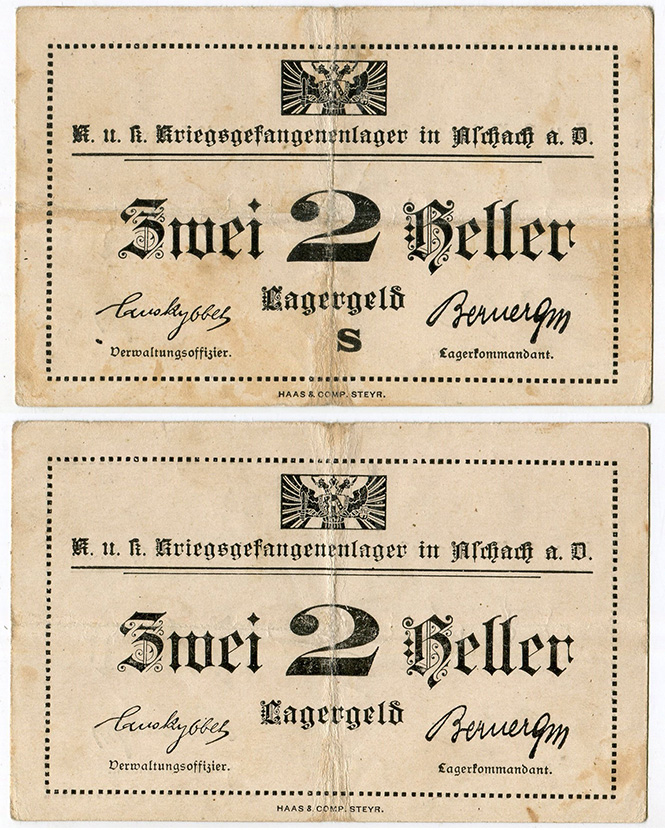 K. u. k. Kriegsgefangenenlager in Aschach a. D.
Zwei 2 Heller
Lagergeld
S
Verwaltungsoffizier. Lagerkommandant.
HAAS & COMP. STEYR.
K. u. k. Kriegsgefangenenlager in Aschach a. D.
Zwei 2 Heller
Lagergeld
Verwaltungsoffizier. Lagerkommandant.
HAAS & COMP. STEYR.